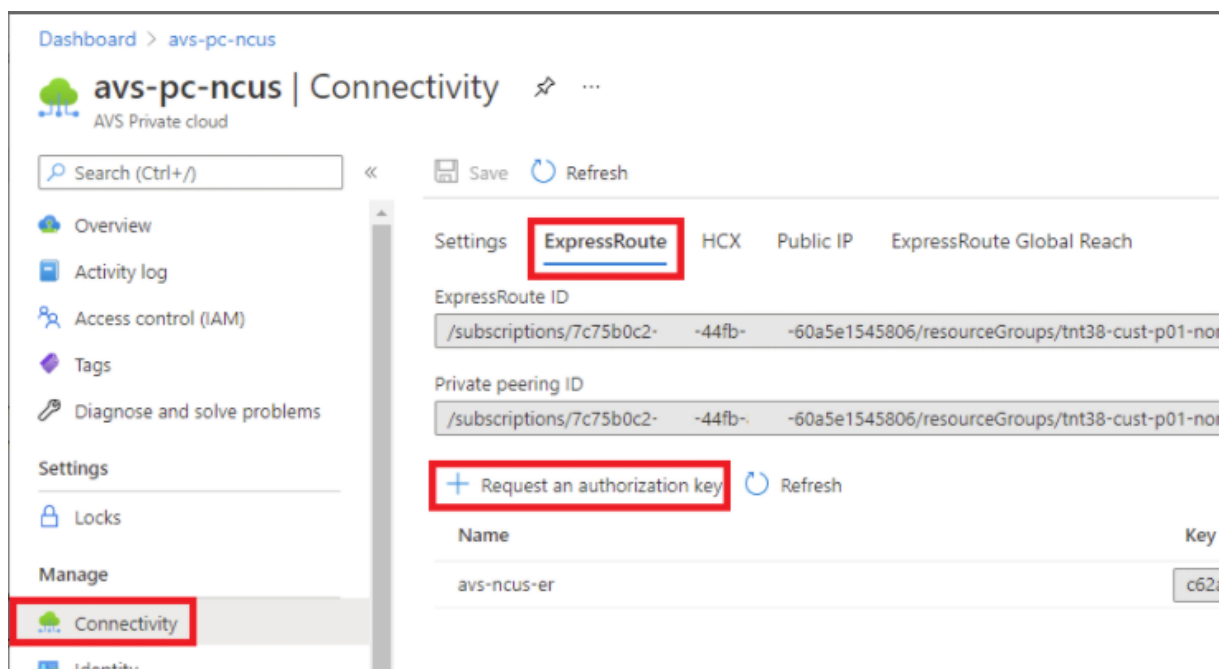 Dashboard > avs-pc-ncus
avs-pc-ncus | Connectivity ...
AVS Private cloud
Search (Ctrl+/) «
Overview
Activity log
Access control (IAM)
Tags
Diagnose and solve problems
Settings
Locks
Manage
Connectivity
Identity
Save Refresh
Settings ExpressRoute HCX Public IP ExpressRoute Global Reach
ExpressRoute ID
/subscriptions/7c75b0c2- -44fb- -60a5e1545806/resourceGroups/tnt38-cust-p01-nor
Private peering ID
/subscriptions/7c75b0c2- -44fb- -60a5e1545806/resourceGroups/tnt38-cust-p01-nor
+ Request an authorization key Refresh
Name Key
avs-ncus-er c62a